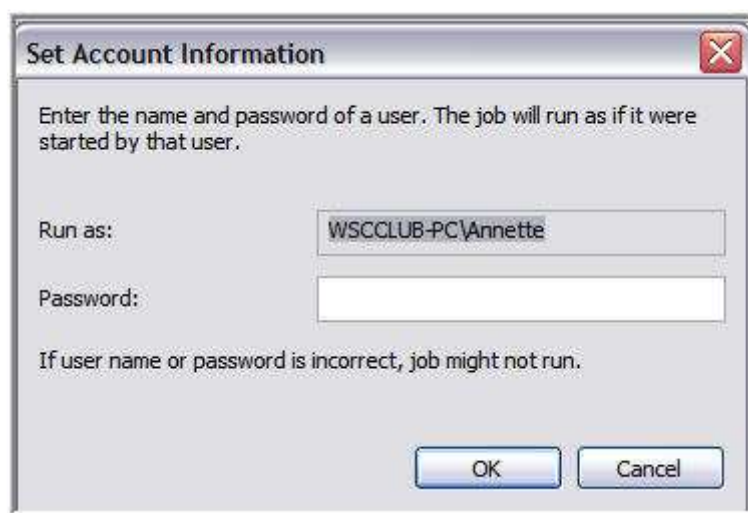 Set Account Information
Enter the name and password of a user. The job will run as if it were
started by that user.
Run as: WSCCLUB-PC\Annette
Password:
If user name or password is incorrect, job might not run.
OK Cancel